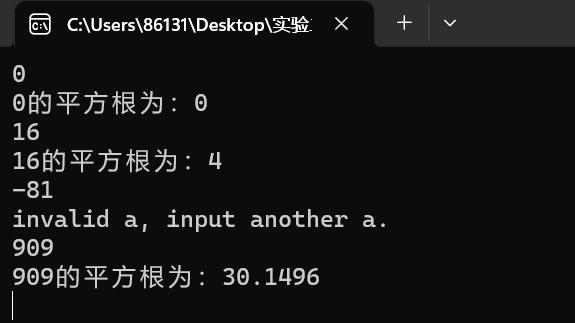 C:\Users\86131\Desktop\实验
0
0的平方根为：0
16
16的平方根为：4
-81
invalid a, input another a.
909
909的平方根为：30.1496